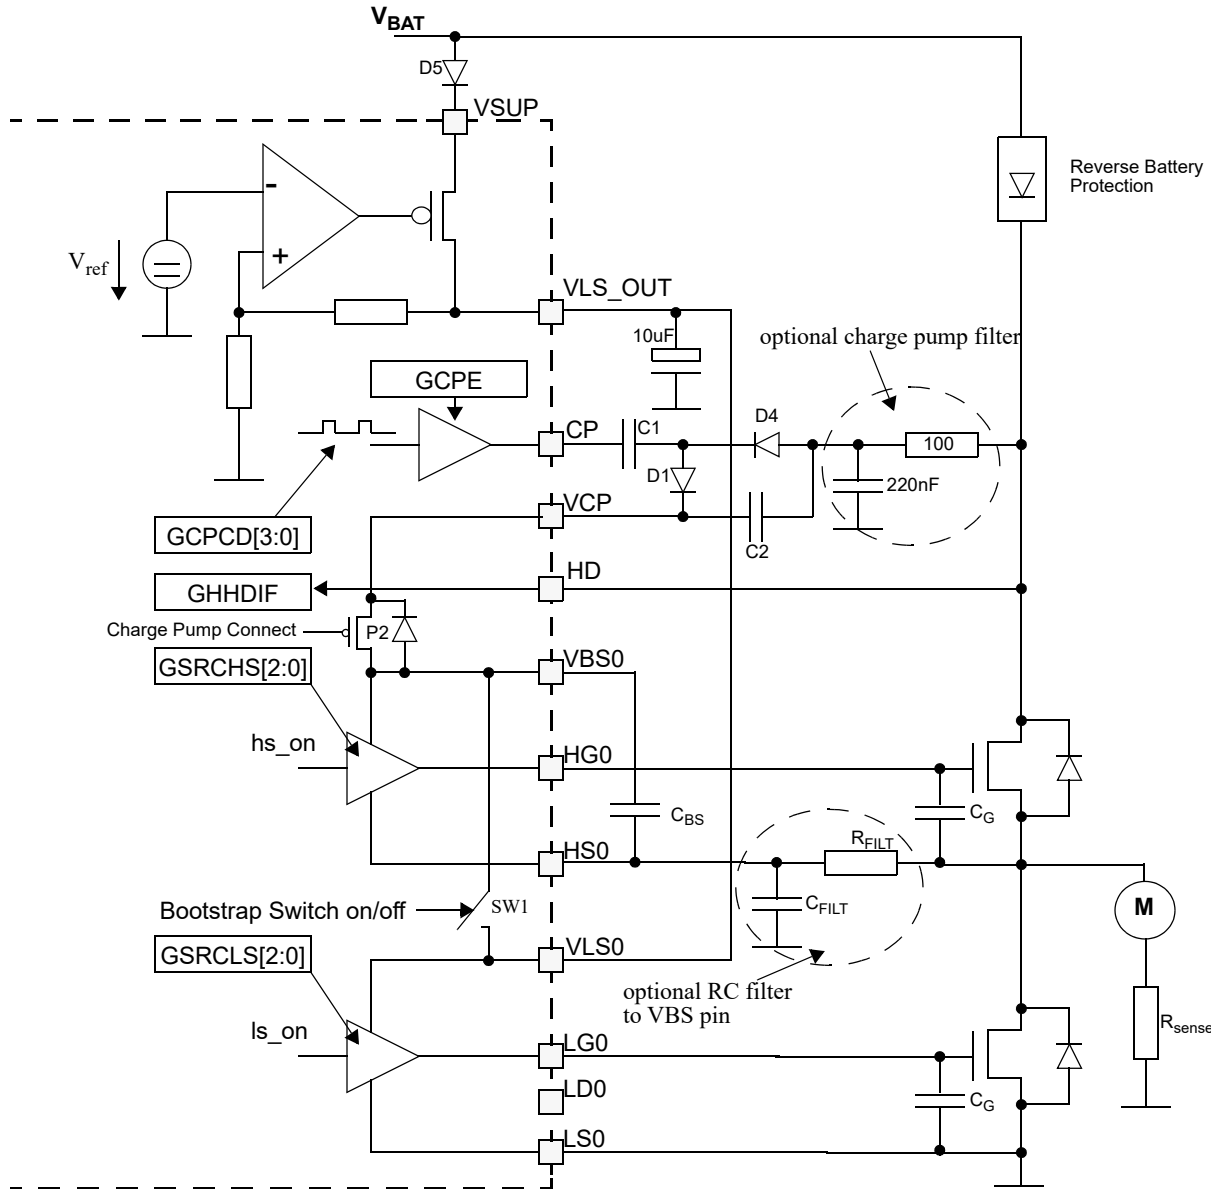 VBAT
D5
VSUP
Reverse Battery
Protection
-
+
Vref
VLS_OUT
10uF
optional charge pump filter
GCPE
D4
CP
C1
100
D1
220nF
VCP
GCPCD[3:0]
C2
HD
GHHDIF
Charge Pump Connect
P2
VBS0
GSRCHS[2:0]
hs_on
HG0
CBS
CG
HS0
RFILT
Bootstrap Switch on/off
SW1
CFILT
M
GSRCLS[2:0]
VLS0
optional RC filter
to VBS pin
ls_on
LG0
Rsense
LD0
CG
LS0